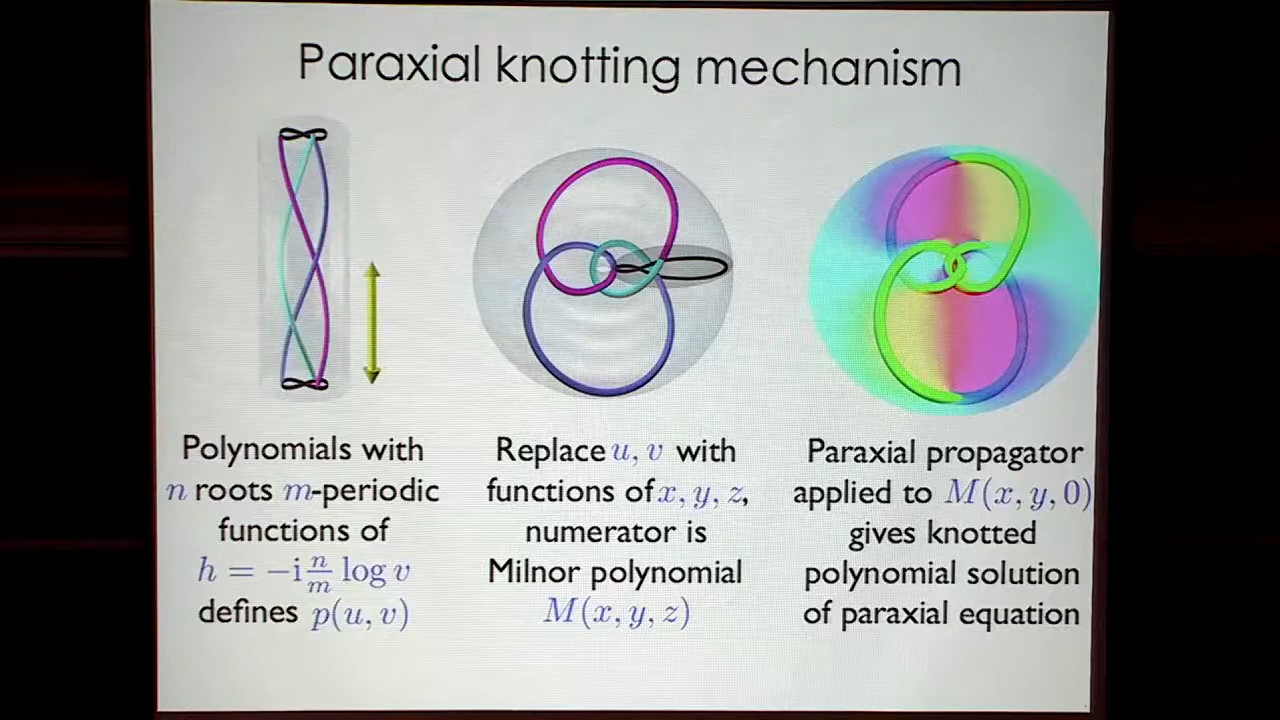 Paraxial knotting mechanism
Polynomials with
n roots m-periodic
functions of
h = −i n/m log v
defines p(u, v)
Replace u, v with
functions of x, y, z,
numerator is
Milnor polynomial
M(x, y, z)
Paraxial propagator
applied to M(x, y, 0)
gives knotted
polynomial solution
of paraxial equation